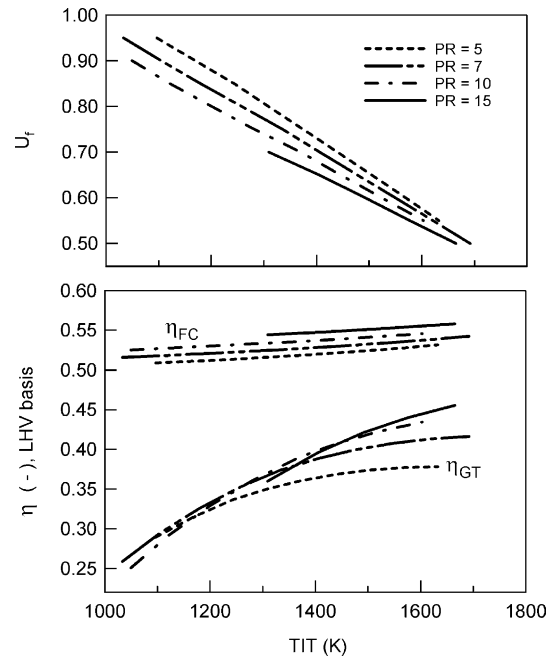 1.00
0.90
0.80
0.70
0.60
0.50
U_f
PR = 5
PR = 7
PR = 10
PR = 15
0.60
0.55
0.50
0.45
0.40
0.35
0.30
0.25
η (-), LHV basis
η_FC
η_GT
1000 1200 1400 1600 1800
TIT (K)